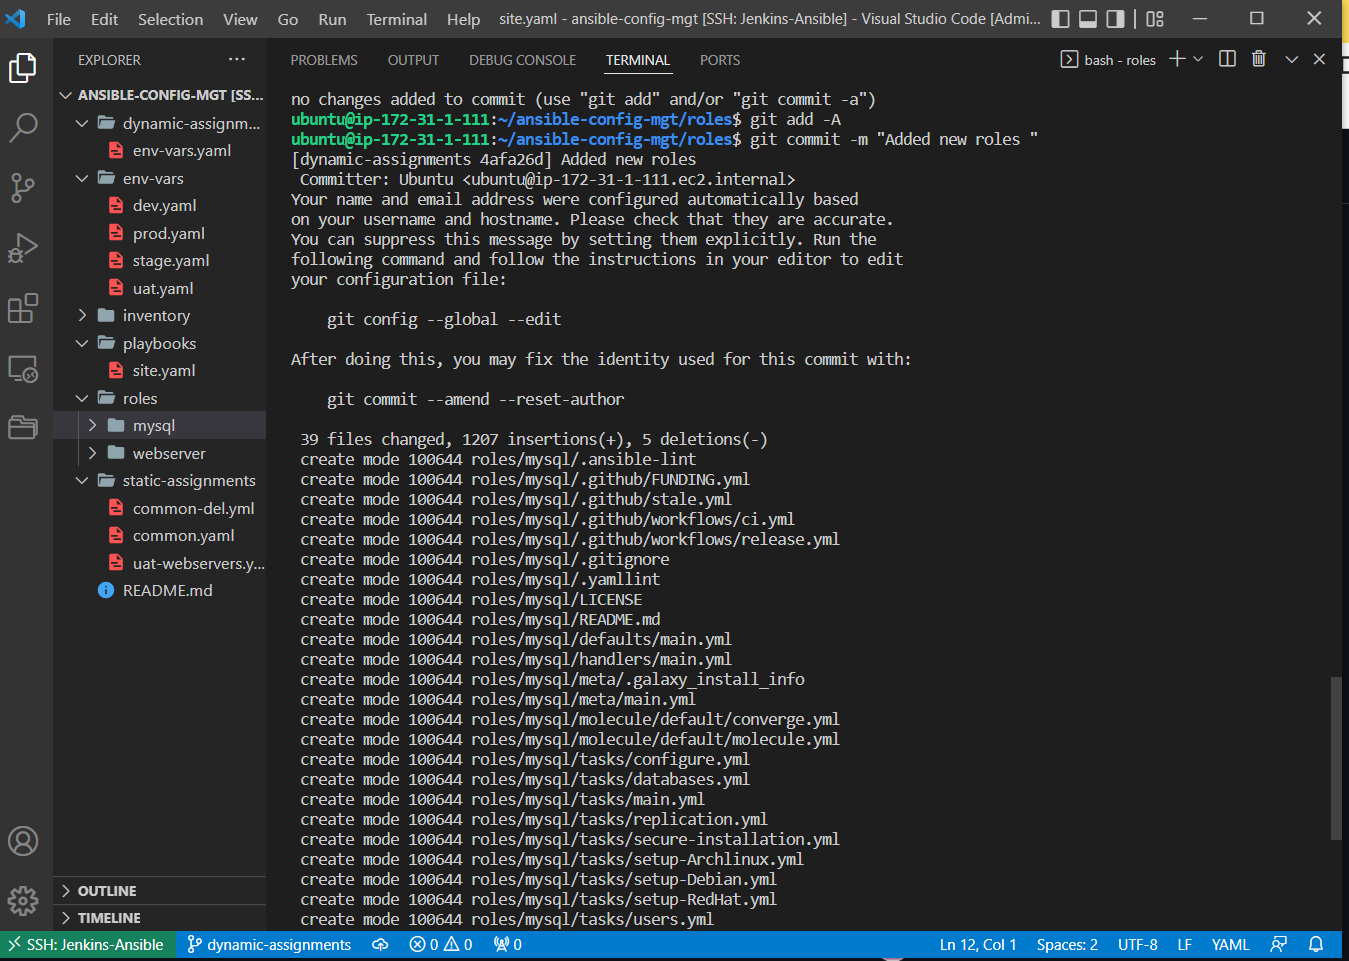 File Edit Selection View Go Run Terminal Help site.yaml - ansible-config-mgt [SSH: Jenkins-Ansible] - Visual Studio Code [Admi...
EXPLORER ...
ANSIBLE-CONFIG-MGT [SS...
dynamic-assignm...
env-vars.yaml
env-vars
dev.yaml
prod.yaml
stage.yaml
uat.yaml
inventory
playbooks
site.yaml
roles
mysql
webserver
static-assignments
common-del.yml
common.yaml
uat-webservers.y...
README.md
OUTLINE
TIMELINE
PROBLEMS OUTPUT DEBUG CONSOLE TERMINAL PORTS bash - roles
no changes added to commit (use "git add" and/or "git commit -a")
ubuntu@ip-172-31-1-111:~/ansible-config-mgt/roles$ git add -A
ubuntu@ip-172-31-1-111:~/ansible-config-mgt/roles$ git commit -m "Added new roles "
[dynamic-assignments 4afa26d] Added new roles
Committer: Ubuntu <ubuntu@ip-172-31-1-111.ec2.internal>
Your name and email address were configured automatically based
on your username and hostname. Please check that they are accurate.
You can suppress this message by setting them explicitly. Run the
following command and follow the instructions in your editor to edit
your configuration file:
git config --global --edit
After doing this, you may fix the identity used for this commit with:
git commit --amend --reset-author
39 files changed, 1207 insertions(+), 5 deletions(-)
create mode 100644 roles/mysql/.ansible-lint
create mode 100644 roles/mysql/.github/FUNDING.yml
create mode 100644 roles/mysql/.github/stale.yml
create mode 100644 roles/mysql/.github/workflows/ci.yml
create mode 100644 roles/mysql/.github/workflows/release.yml
create mode 100644 roles/mysql/.gitignore
create mode 100644 roles/mysql/.yamllint
create mode 100644 roles/mysql/LICENSE
create mode 100644 roles/mysql/README.md
create mode 100644 roles/mysql/defaults/main.yml
create mode 100644 roles/mysql/handlers/main.yml
create mode 100644 roles/mysql/meta/.galaxy_install_info
create mode 100644 roles/mysql/meta/main.yml
create mode 100644 roles/mysql/molecule/default/converge.yml
create mode 100644 roles/mysql/molecule/default/molecule.yml
create mode 100644 roles/mysql/tasks/configure.yml
create mode 100644 roles/mysql/tasks/databases.yml
create mode 100644 roles/mysql/tasks/main.yml
create mode 100644 roles/mysql/tasks/replication.yml
create mode 100644 roles/mysql/tasks/secure-installation.yml
create mode 100644 roles/mysql/tasks/setup-Archlinux.yml
create mode 100644 roles/mysql/tasks/setup-Debian.yml
create mode 100644 roles/mysql/tasks/setup-RedHat.yml
create mode 100644 roles/mysql/tasks/users.yml
SSH: Jenkins-Ansible dynamic-assignments 0 0 0 Ln 12, Col 1 Spaces: 2 UTF-8 LF YAML